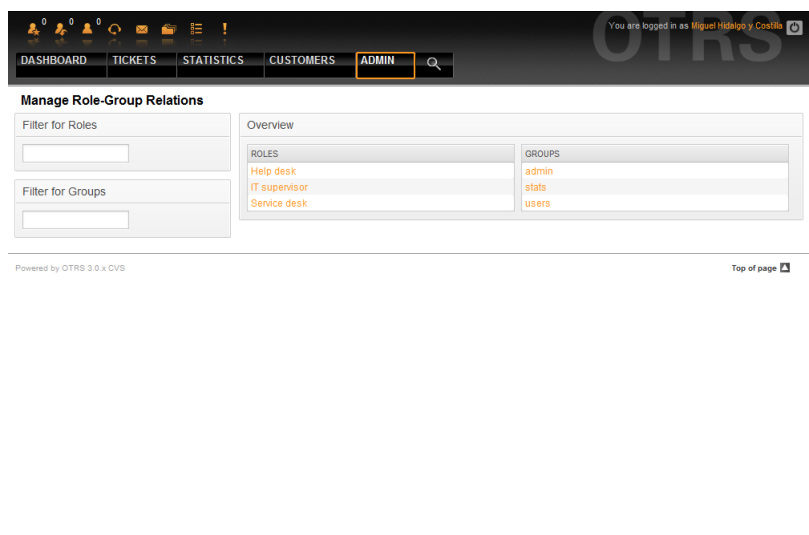 0 0 0
You are logged in as Miguel Hidalgo y Costilla
OTRS
DASHBOARD TICKETS STATISTICS CUSTOMERS ADMIN
Manage Role-Group Relations
Filter for Roles
Overview
ROLES GROUPS
Help desk admin
IT supervisor stats
Service desk users
Filter for Groups
Powered by OTRS 3.0.x CVS
Top of page